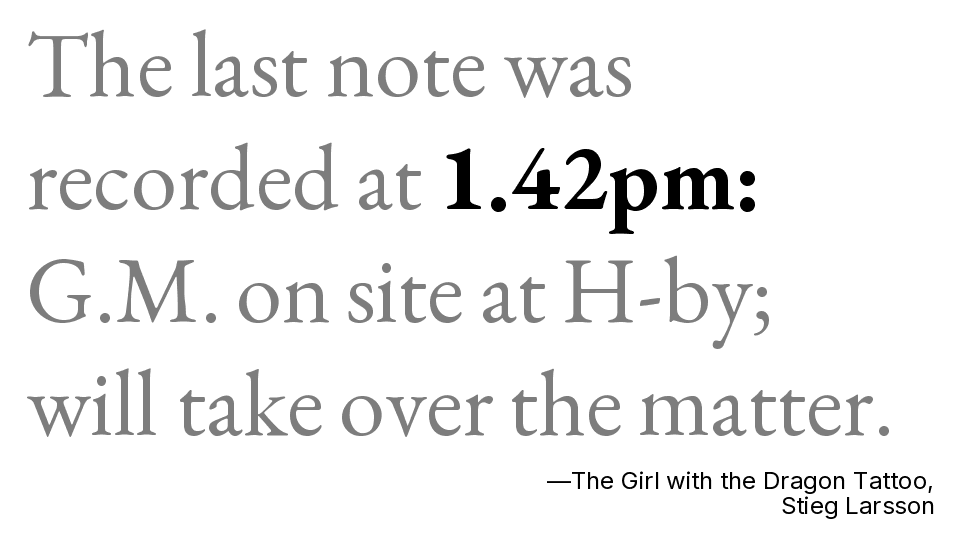 The last note was
recorded at 1.42pm:
G.M. on site at H-by;
will take over the matter.
—The Girl with the Dragon Tattoo,
Stieg Larsson